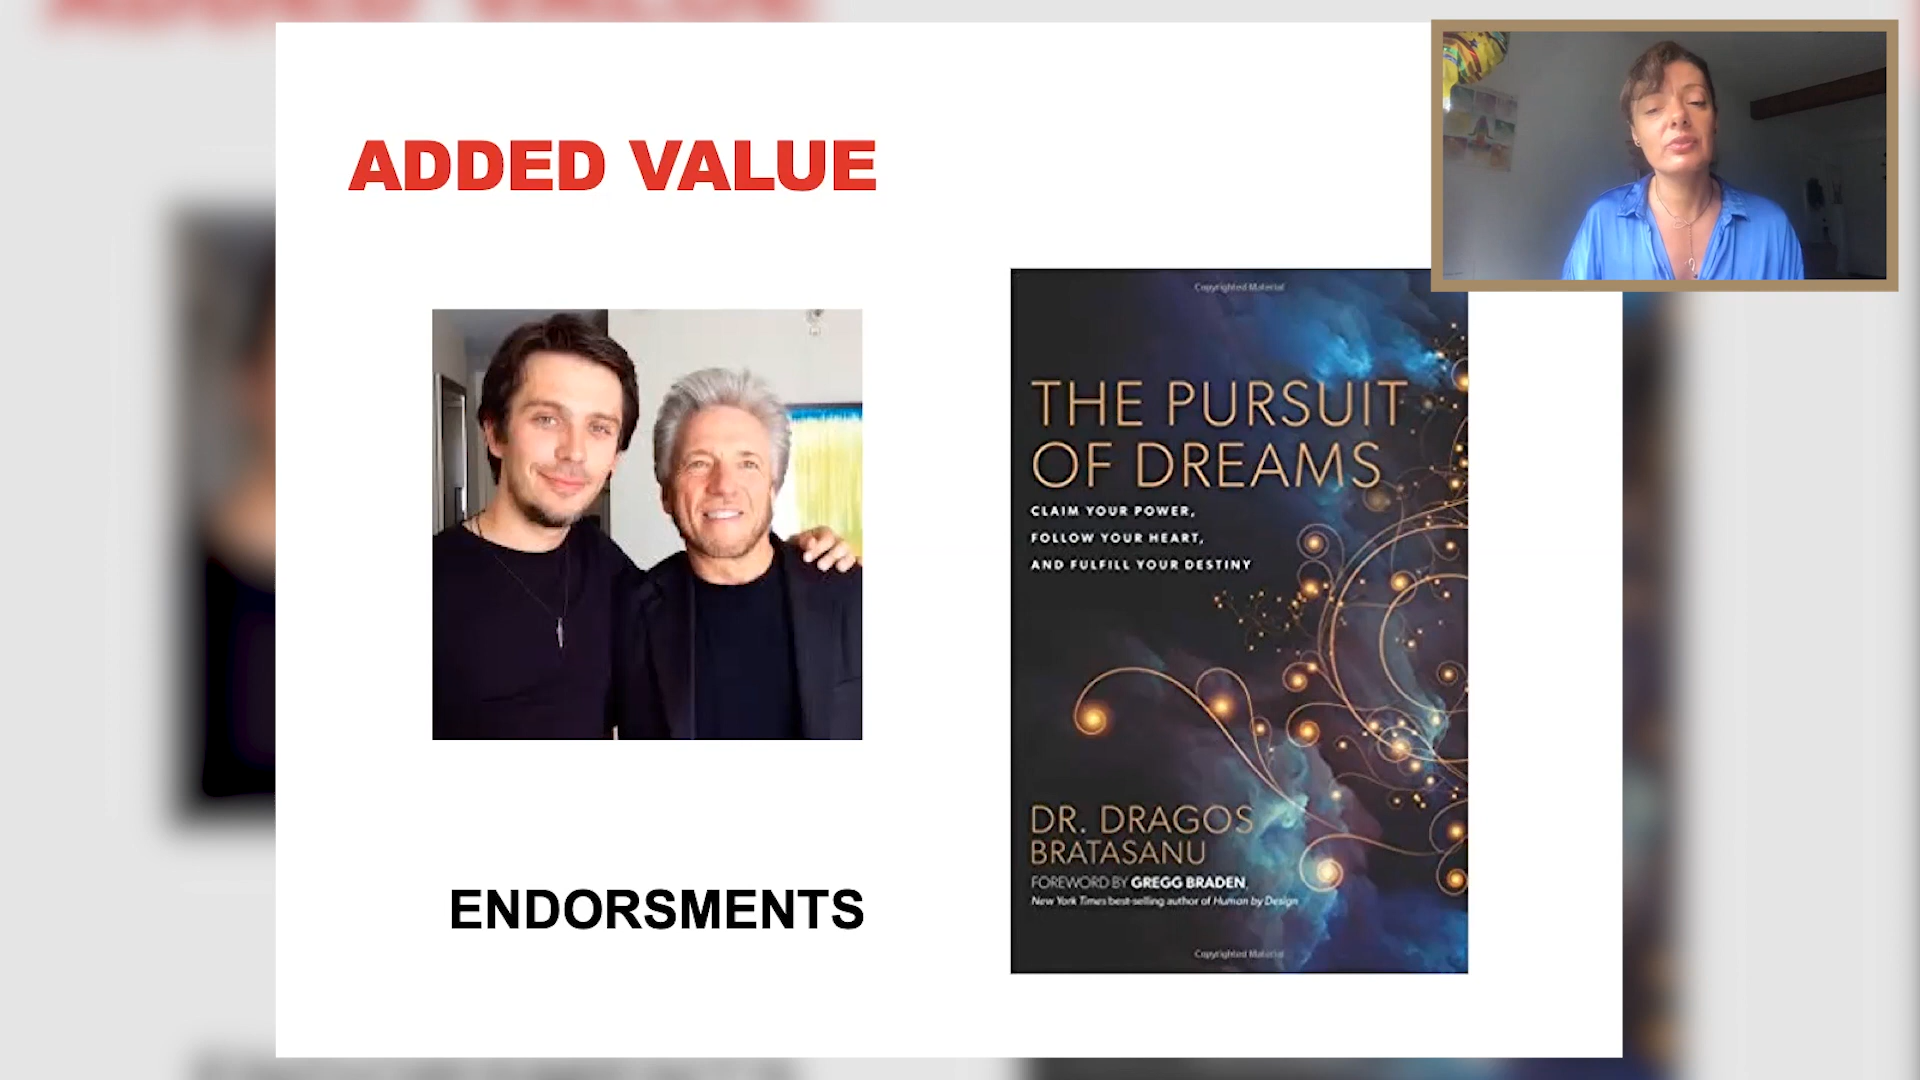 ADDED VALUE
Copyrighted Material
THE PURSUIT
OF DREAMS
CLAIM YOUR POWER,
FOLLOW YOUR HEART,
AND FULFILL YOUR DESTINY
DR. DRAGOS
BRATASANU
FOREWORD BY GREGG BRADEN,
New York Times best-selling author of Human by Design
Copyrighted Material
ENDORSMENTS